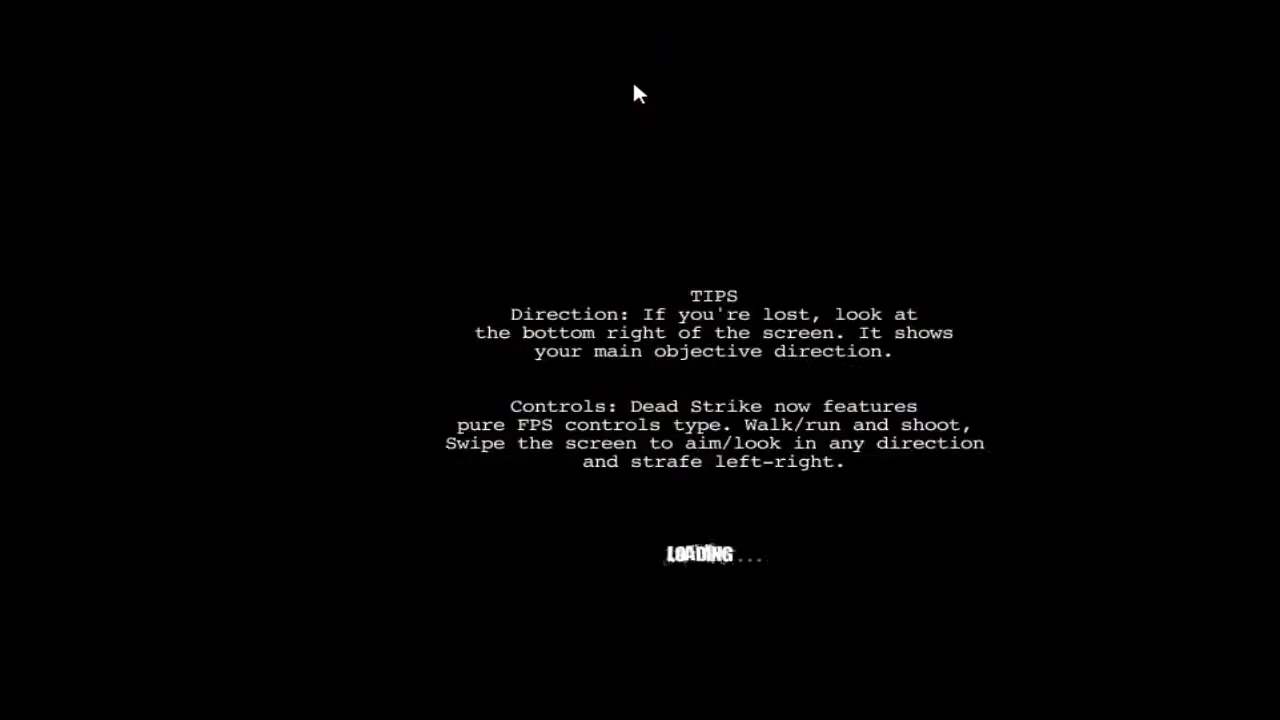 TIPS
Direction: If you're lost, look at
the bottom right of the screen. It shows
your main objective direction.
Controls: Dead Strike now features
pure FPS controls type. Walk/run and shoot,
Swipe the screen to aim/look in any direction
and strafe left-right.
LOADING....